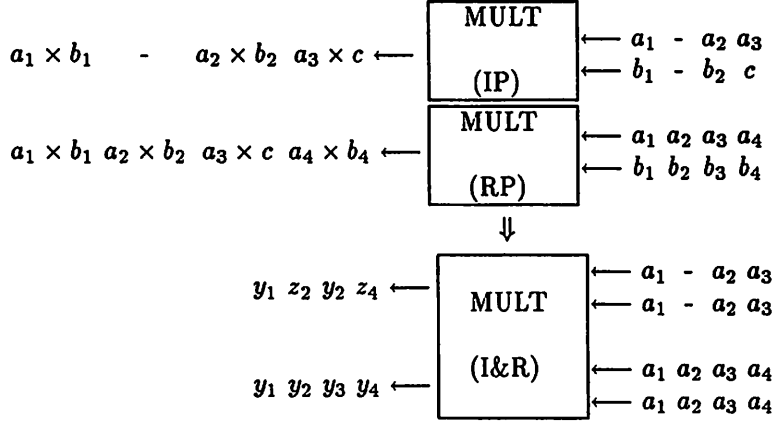 MULT
a₁ × b₁ - a₂ × b₂ a₃ × c ⟵ ⟵ a₁ - a₂ a₃
⟵ b₁ - b₂ c
(IP)
MULT
a₁ × b₁ a₂ × b₂ a₃ × c a₄ × b₄ ⟵ ⟵ a₁ a₂ a₃ a₄
⟵ b₁ b₂ b₃ b₄
(RP)
⇓
⟵ a₁ - a₂ a₃
y₁ z₂ y₂ z₄ ⟵ MULT ⟵ a₁ - a₂ a₃
(I&R) ⟵ a₁ a₂ a₃ a₄
y₁ y₂ y₃ y₄ ⟵ ⟵ a₁ a₂ a₃ a₄